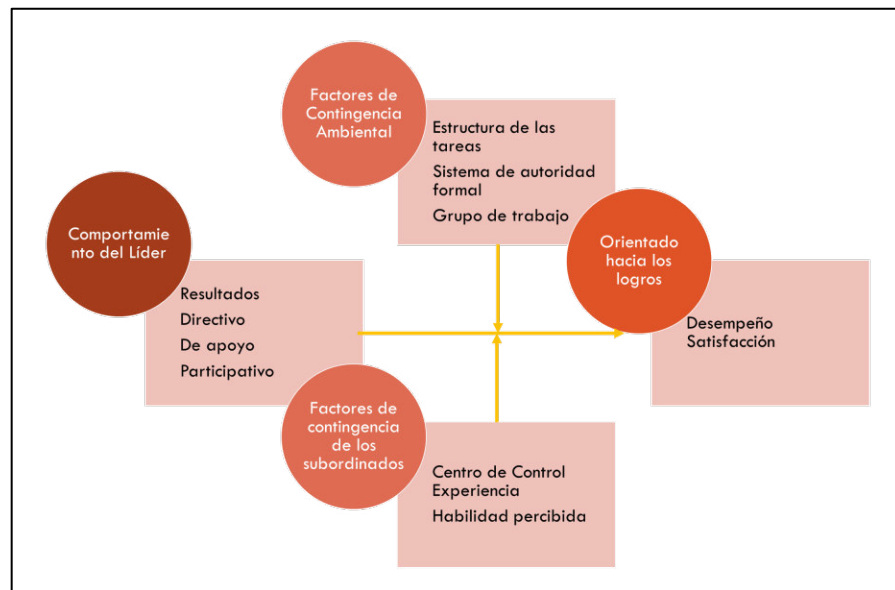 Factores de
Contingencia
Ambiental
Estructura de las
tareas
Sistema de autoridad
formal
Grupo de trabajo
Comportamie
nto del Líder
Resultados
Directivo
De apoyo
Participativo
Orientado
hacia los
logros
Desempeño
Satisfacción
Factores de
contingencia
de los
subordinados
Centro de Control
Experiencia
Habilidad percibida